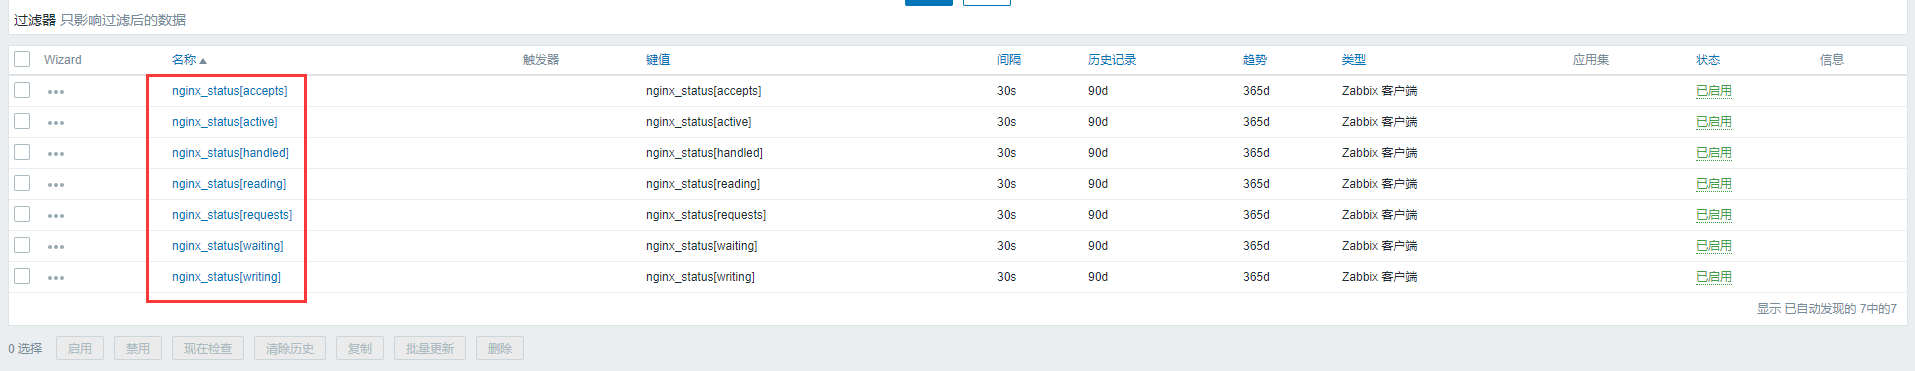 过滤器 只影响过滤后的数据
Wizard 名称 触发器 键值 间隔 历史记录 趋势 类型 应用集 状态 信息
nginx_status[accepts] nginx_status[accepts] 30s 90d 365d Zabbix 客户端 已启用
nginx_status[active] nginx_status[active] 30s 90d 365d Zabbix 客户端 已启用
nginx_status[handled] nginx_status[handled] 30s 90d 365d Zabbix 客户端 已启用
nginx_status[reading] nginx_status[reading] 30s 90d 365d Zabbix 客户端 已启用
nginx_status[requests] nginx_status[requests] 30s 90d 365d Zabbix 客户端 已启用
nginx_status[waiting] nginx_status[waiting] 30s 90d 365d Zabbix 客户端 已启用
nginx_status[writing] nginx_status[writing] 30s 90d 365d Zabbix 客户端 已启用
显示 已自动发现的 7中的7
0 选择 启用 禁用 现在检查 清除历史 复制 批量更新 删除